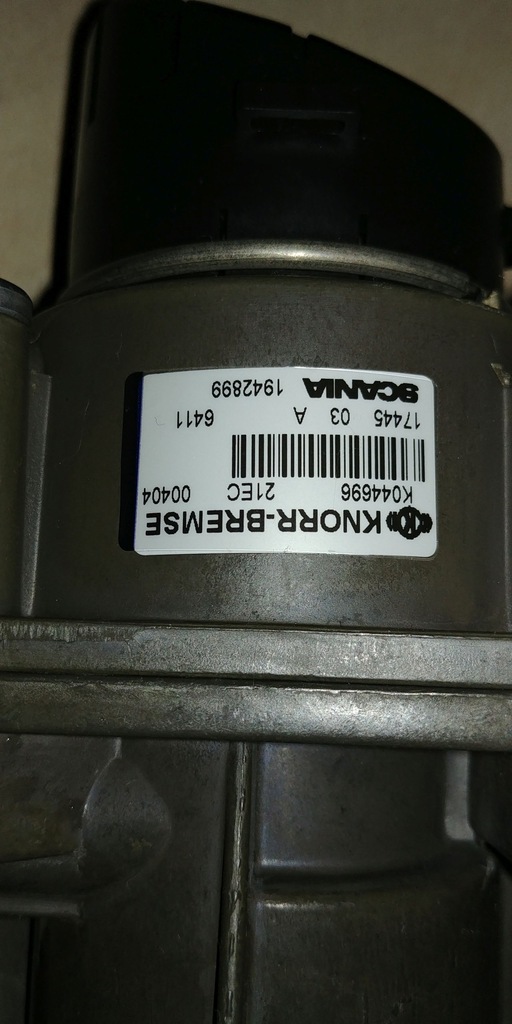 KNORR-BREMSE
K044696 21EC 00404
17445 03 A 6411
SCANIA 1942899